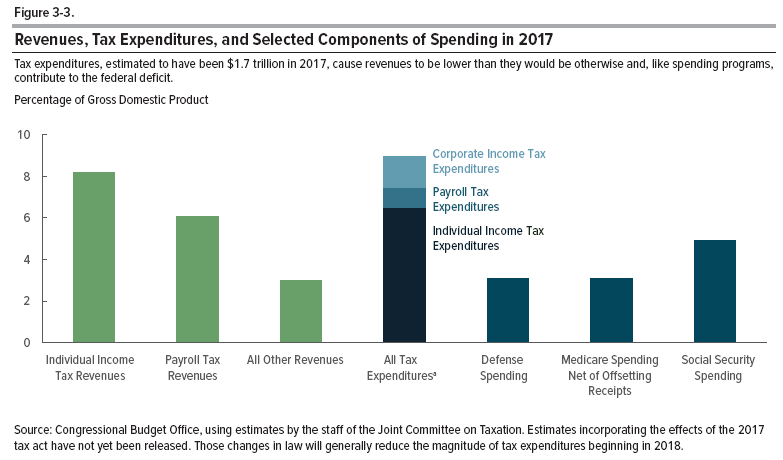 Figure 3-3.
Revenues, Tax Expenditures, and Selected Components of Spending in 2017
Tax expenditures, estimated to have been $1.7 trillion in 2017, cause revenues to be lower than they would be otherwise and, like spending programs,
contribute to the federal deficit.
Percentage of Gross Domestic Product
10
8
6
4
2
0
Corporate Income Tax
Expenditures
Payroll Tax
Expenditures
Individual Income Tax
Expenditures
Individual Income
Tax Revenues
Payroll Tax
Revenues
All Other Revenues
All Tax
Expendituresᵃ
Defense
Spending
Medicare Spending
Net of Offsetting
Receipts
Social Security
Spending
Source: Congressional Budget Office, using estimates by the staff of the Joint Committee on Taxation. Estimates incorporating the effects of the 2017
tax act have not yet been released. Those changes in law will generally reduce the magnitude of tax expenditures beginning in 2018.